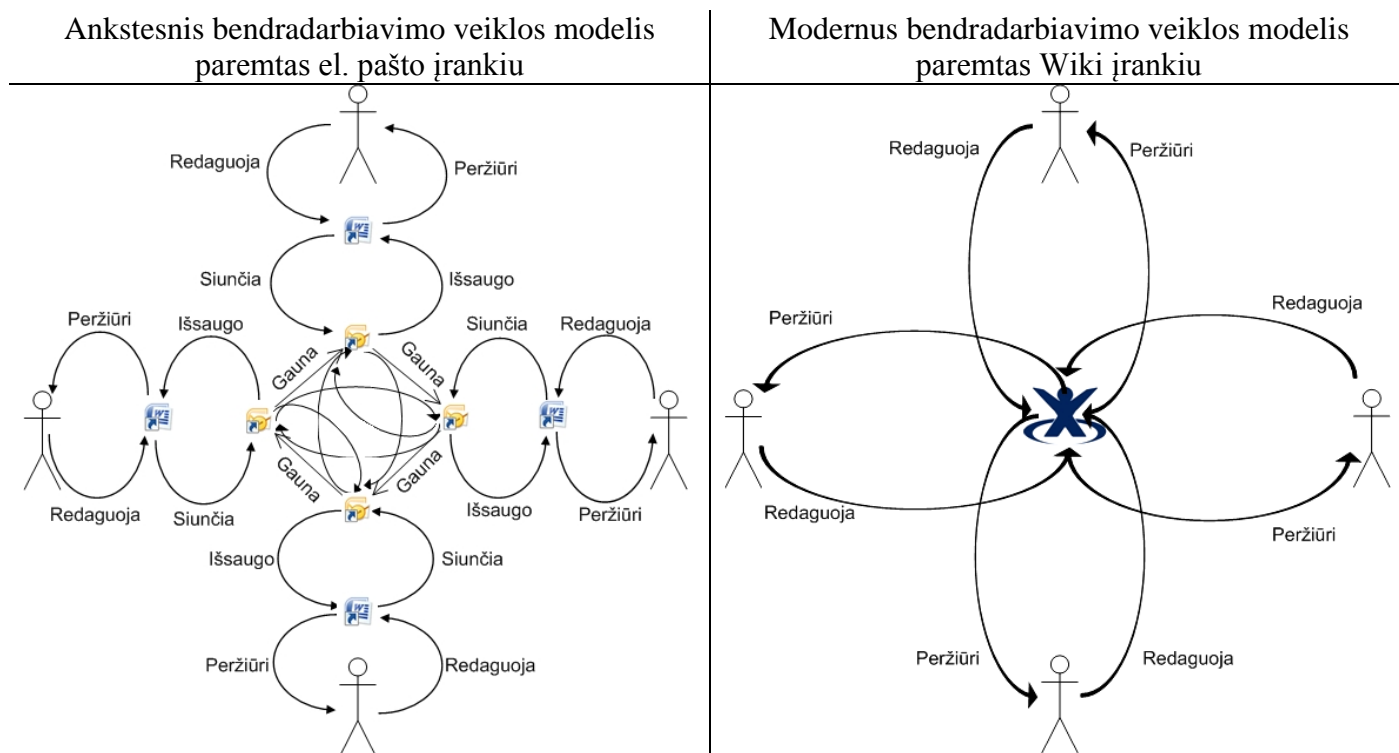 Ankstesnis bendradarbiavimo veiklos modelis
paremtas el. pašto įrankiu
Modernus bendradarbiavimo veiklos modelis
paremtas Wiki įrankiu
Redaguoja
Peržiūri
Siunčia
Išsaugo
Peržiūri
Išsaugo
Siunčia
Redaguoja
Gauna
Gauna
Gauna
Gauna
Redaguoja
Siunčia
Išsaugo
Peržiūri
Išsaugo
Siunčia
Peržiūri
Redaguoja
Redaguoja
Peržiūri
Peržiūri
Redaguoja
Redaguoja
Peržiūri
Peržiūri
Redaguoja